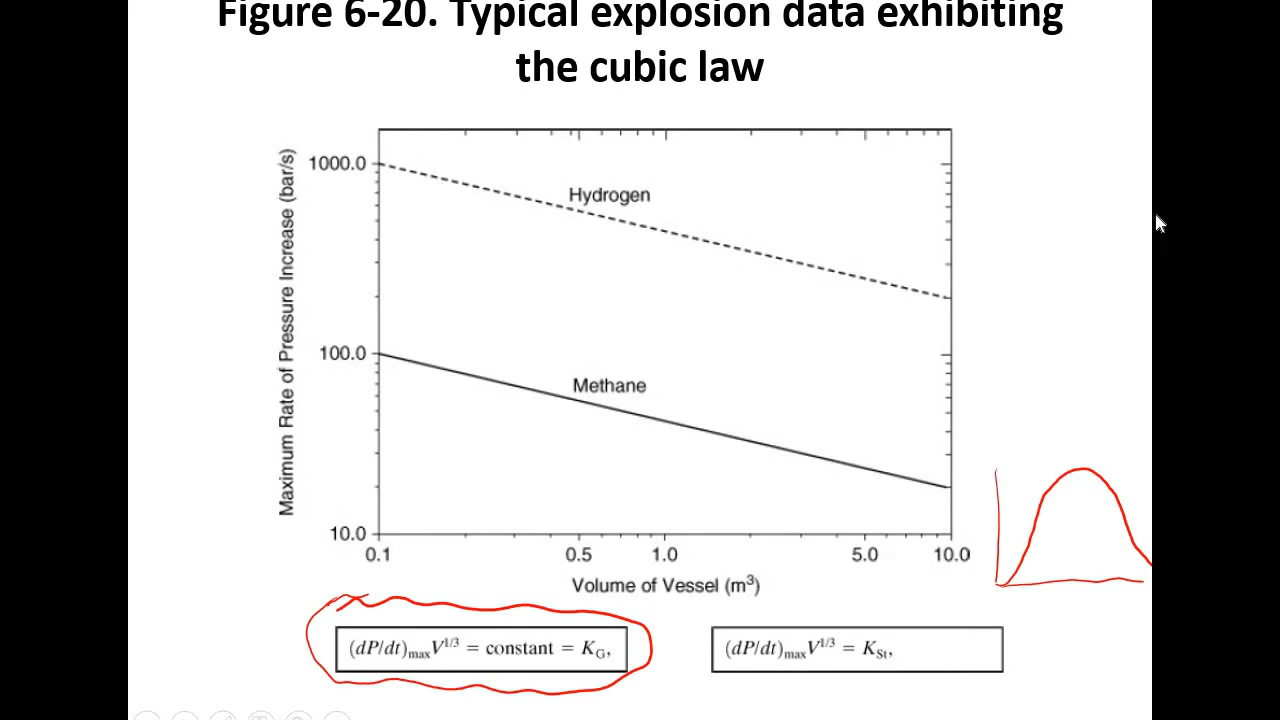 Figure 6-20. Typical explosion data exhibiting
the cubic law
Maximum Rate of Pressure Increase (bar/s)
1000.0
100.0
10.0
Hydrogen
Methane
0.1
0.5
1.0
5.0
10.0
Volume of Vessel (m³)
(dP/dt)maxV1/3 = constant = KG,
(dP/dt)maxV1/3 = KSt,